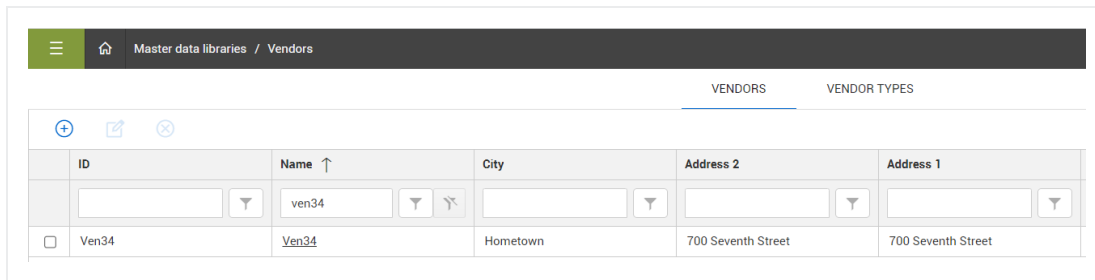 Master data libraries / Vendors
VENDORS VENDOR TYPES
ID Name ↑ City Address 2 Address 1
ven34
Ven34 Ven34 Hometown 700 Seventh Street 700 Seventh Street